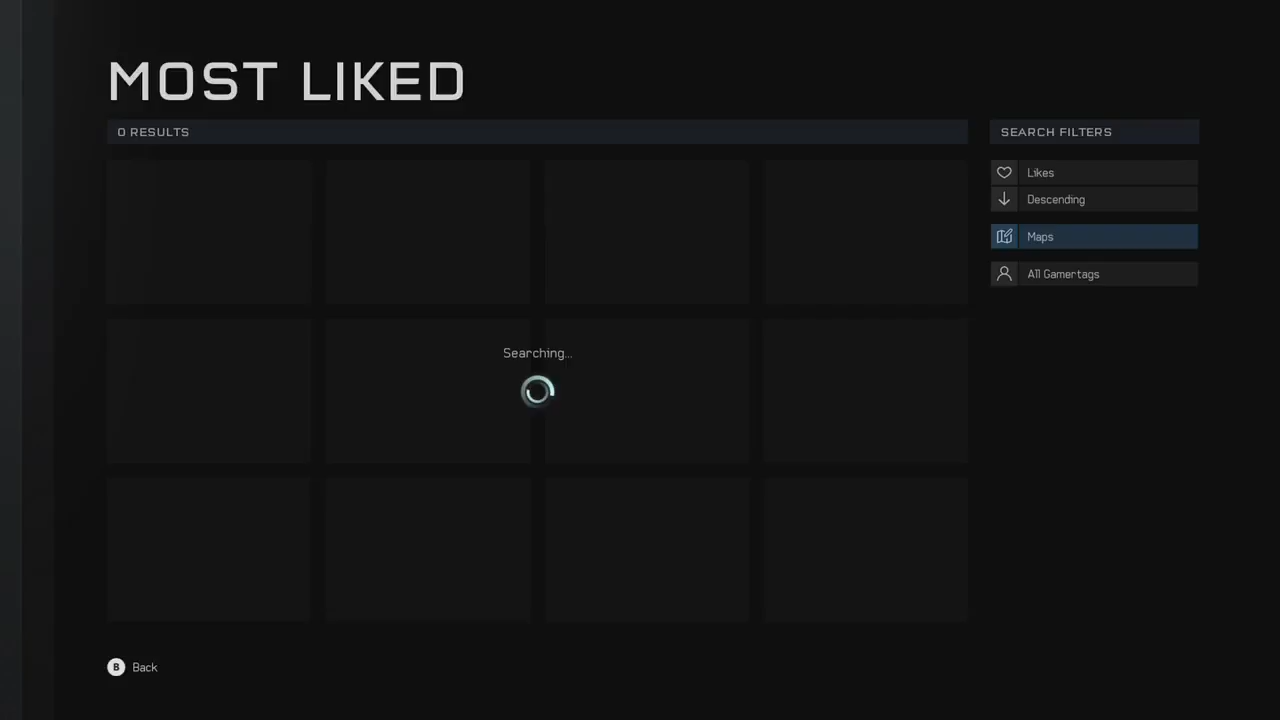 MOST LIKED
0 RESULTS
SEARCH FILTERS
Likes
Descending
Maps
All Gamertags
Searching...
B Back